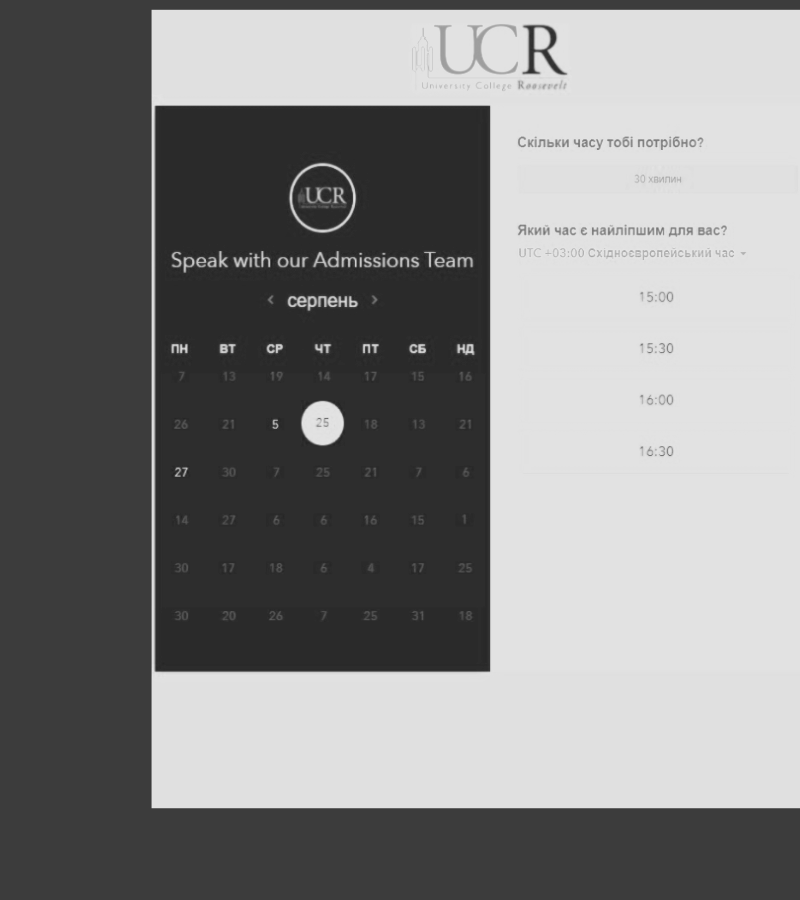 UCR
University College Roosevelt
UCR
Speak with our Admissions Team
‹ серпень ›
ПН ВТ СР ЧТ ПТ СБ НД
7 13 19 14 17 15 16
26 21 5 25 18 13 21
27 30 7 25 21 7 6
14 27 6 6 16 15 1
30 17 18 6 4 17 25
30 20 26 7 25 31 18
Скільки часу тобі потрібно?
30 хвилин
Який час є найліпшим для вас?
UTC +03:00 Східноєвропейський час
15:00
15:30
16:00
16:30